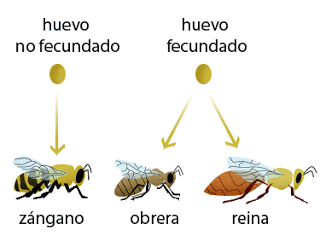 huevo
no fecundado
huevo
fecundado
zángano
obrera
reina